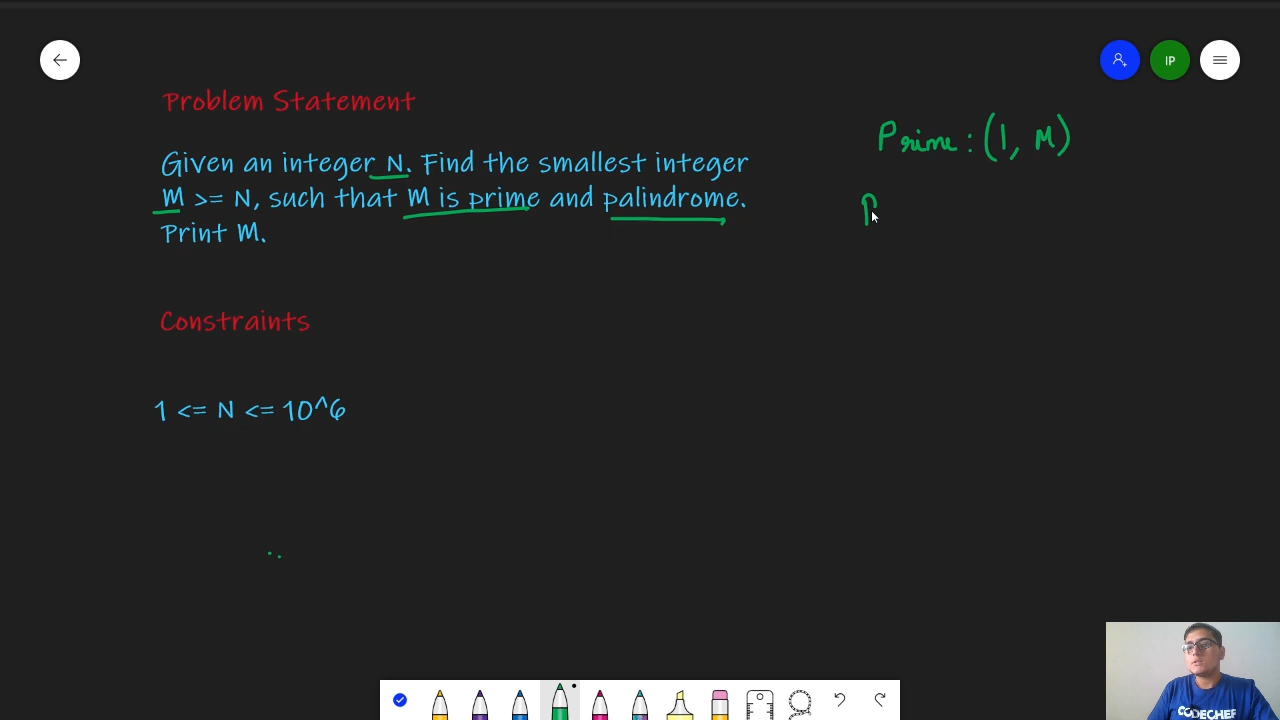 Problem Statement
Given an integer N. Find the smallest integer
M >= N, such that M is prime and palindrome.
Print M.
Constraints
1 <= N <= 10^6
Prime: (1, M)
P
IP
CODECHEF